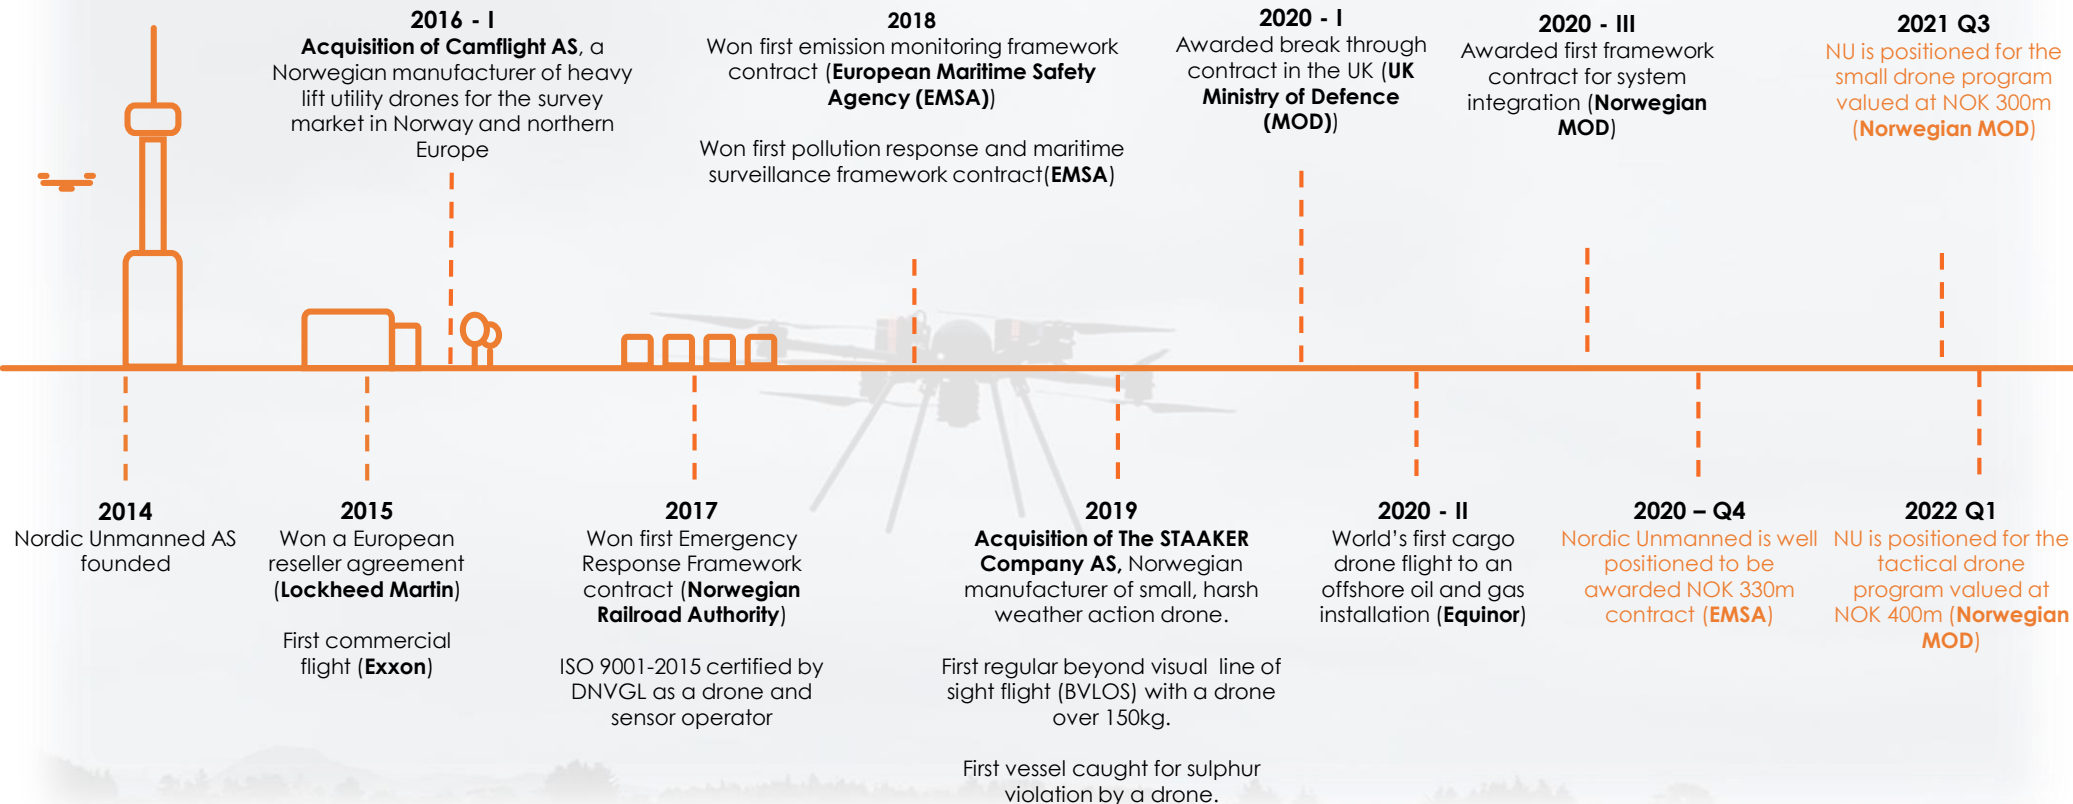 2016 - I
Acquisition of Camflight AS, a
Norwegian manufacturer of heavy
lift utility drones for the survey
market in Norway and northern
Europe
2018
Won first emission monitoring framework
contract (European Maritime Safety
Agency (EMSA))
Won first pollution response and maritime
surveillance framework contract(EMSA)
2020 - I
Awarded break through
contract in the UK (UK
Ministry of Defence
(MOD))
2020 - III
Awarded first framework
contract for system
integration (Norwegian
MOD)
2021 Q3
NU is positioned for the
small drone program
valued at NOK 300m
(Norwegian MOD)
2014
Nordic Unmanned AS
founded
2015
Won a European
reseller agreement
(Lockheed Martin)
First commercial
flight (Exxon)
2017
Won first Emergency
Response Framework
contract (Norwegian
Railroad Authority)
ISO 9001-2015 certified by
DNVGL as a drone and
sensor operator
2019
Acquisition of The STAAKER
Company AS, Norwegian
manufacturer of small, harsh
weather action drone.
First regular beyond visual line of
sight flight (BVLOS) with a drone
over 150kg.
First vessel caught for sulphur
violation by a drone.
2020 - II
World's first cargo
drone flight to an
offshore oil and gas
installation (Equinor)
2020 – Q4
Nordic Unmanned is well
positioned to be
awarded NOK 330m
contract (EMSA)
2022 Q1
NU is positioned for the
tactical drone
program valued at
NOK 400m (Norwegian
MOD)